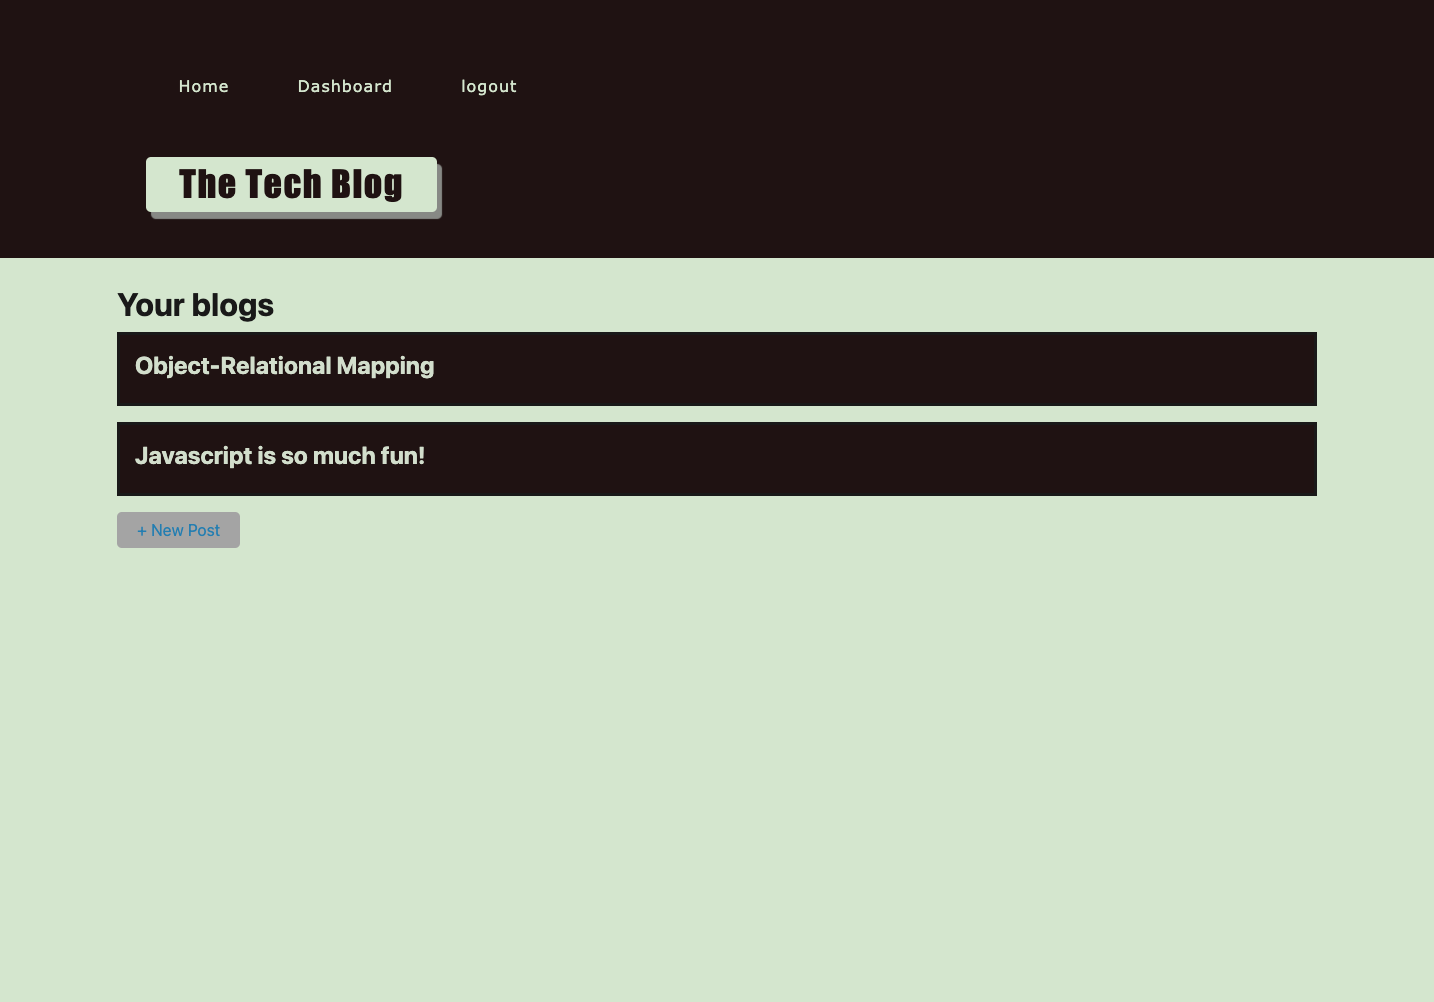 Home Dashboard logout
The Tech Blog
Your blogs
Object-Relational Mapping
Javascript is so much fun!
+ New Post